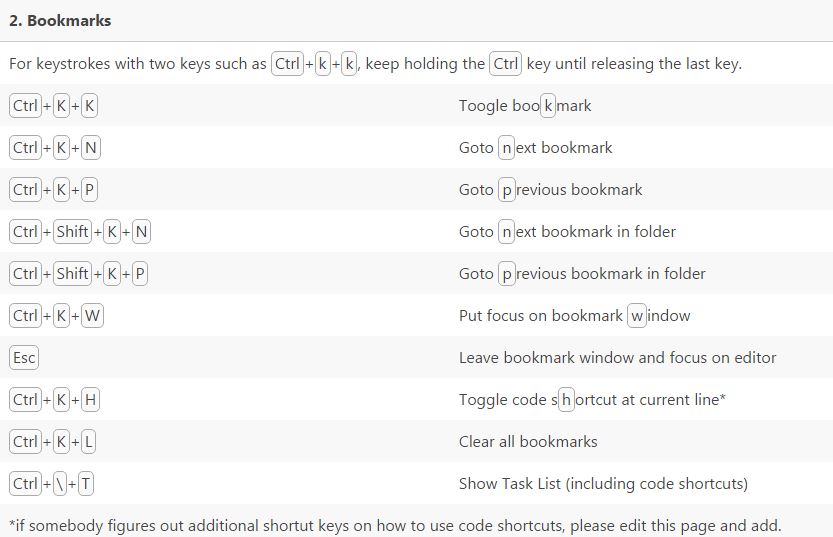 2. Bookmarks
For keystrokes with two keys such as Ctrl+k+k, keep holding the Ctrl key until releasing the last key.
Ctrl+K+K Toogle bookmark
Ctrl+K+N Goto next bookmark
Ctrl+K+P Goto previous bookmark
Ctrl+Shift+K+N Goto next bookmark in folder
Ctrl+Shift+K+P Goto previous bookmark in folder
Ctrl+K+W Put focus on bookmark window
Esc Leave bookmark window and focus on editor
Ctrl+K+H Toggle code shortcut at current line*
Ctrl+K+L Clear all bookmarks
Ctrl+\+T Show Task List (including code shortcuts)
*if somebody figures out additional shortut keys on how to use code shortcuts, please edit this page and add.